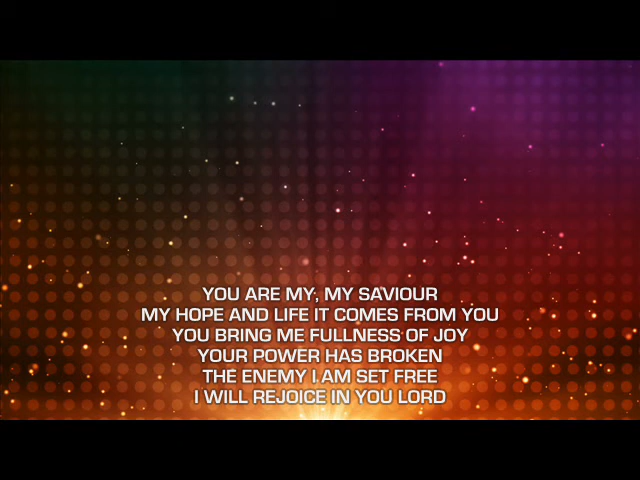 YOU ARE MY, MY SAVIOUR
MY HOPE AND LIFE IT COMES FROM YOU
YOU BRING ME FULLNESS OF JOY
YOUR POWER HAS BROKEN
THE ENEMY I AM SET FREE
I WILL REJOICE IN YOU LORD